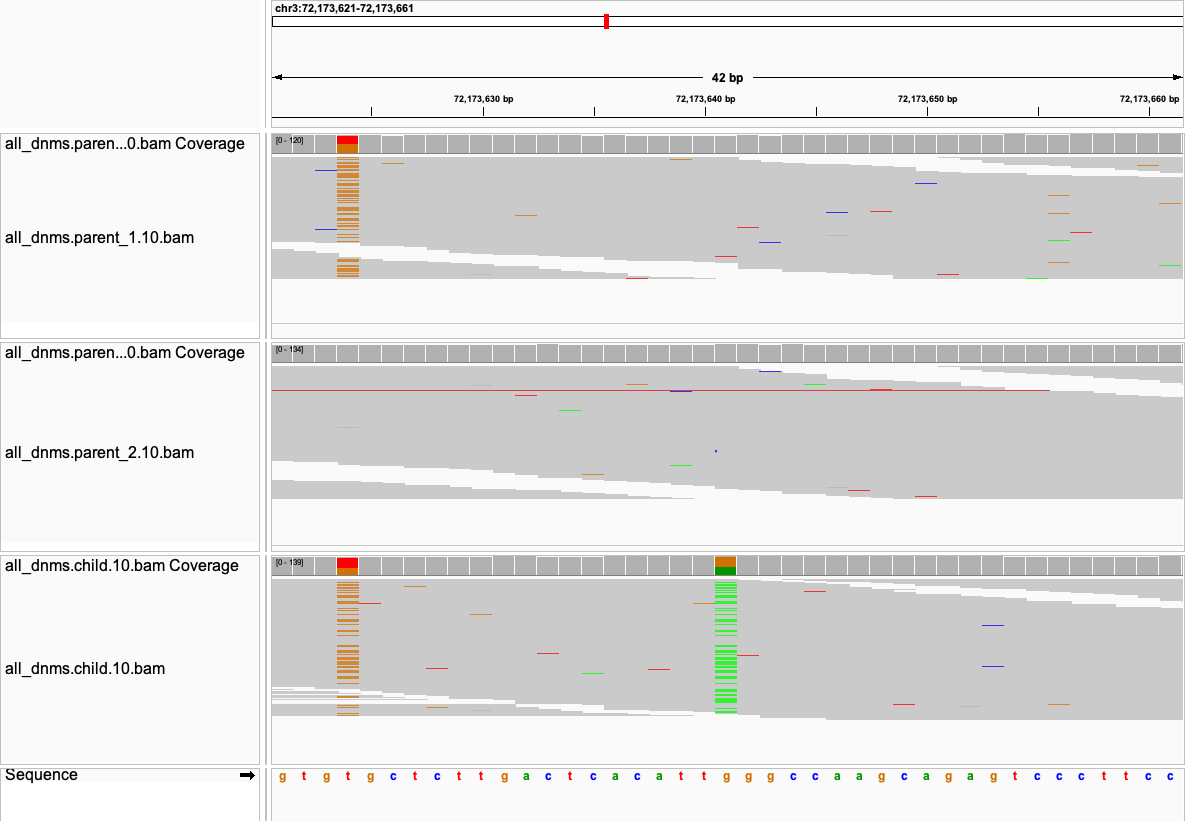 chr3:72,173,621-72,173,661
42 bp
72,173,630 bp 72,173,640 bp 72,173,650 bp 72,173,660 bp
all_dnms.paren...0.bam Coverage [0 - 120]
all_dnms.parent_1.10.bam
all_dnms.paren...0.bam Coverage [0 - 134]
all_dnms.parent_2.10.bam
all_dnms.child.10.bam Coverage [0 - 139]
all_dnms.child.10.bam
Sequence g t g t g c t c t t g a c t c a c a t t g g g c c a a g c a g a g t c c c t t c c